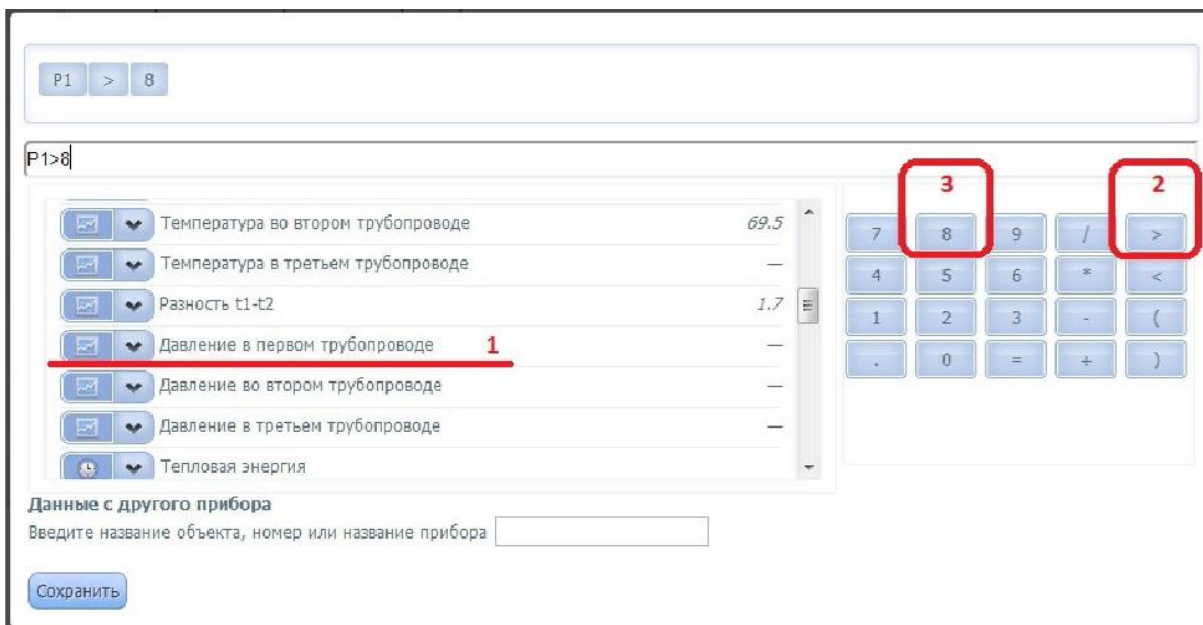 P1 > 8
P1>8
3 2
Температура во втором трубопроводе 69.5
Температура в третьем трубопроводе —
Разность t1-t2 1.7
Давление в первом трубопроводе 1 —
Давление во втором трубопроводе —
Давление в третьем трубопроводе —
Тепловая энергия
7 8 9 / >
4 5 6 * <
1 2 3 - (
. 0 = + )
Данные с другого прибора
Введите название объекта, номер или название прибора
Сохранить